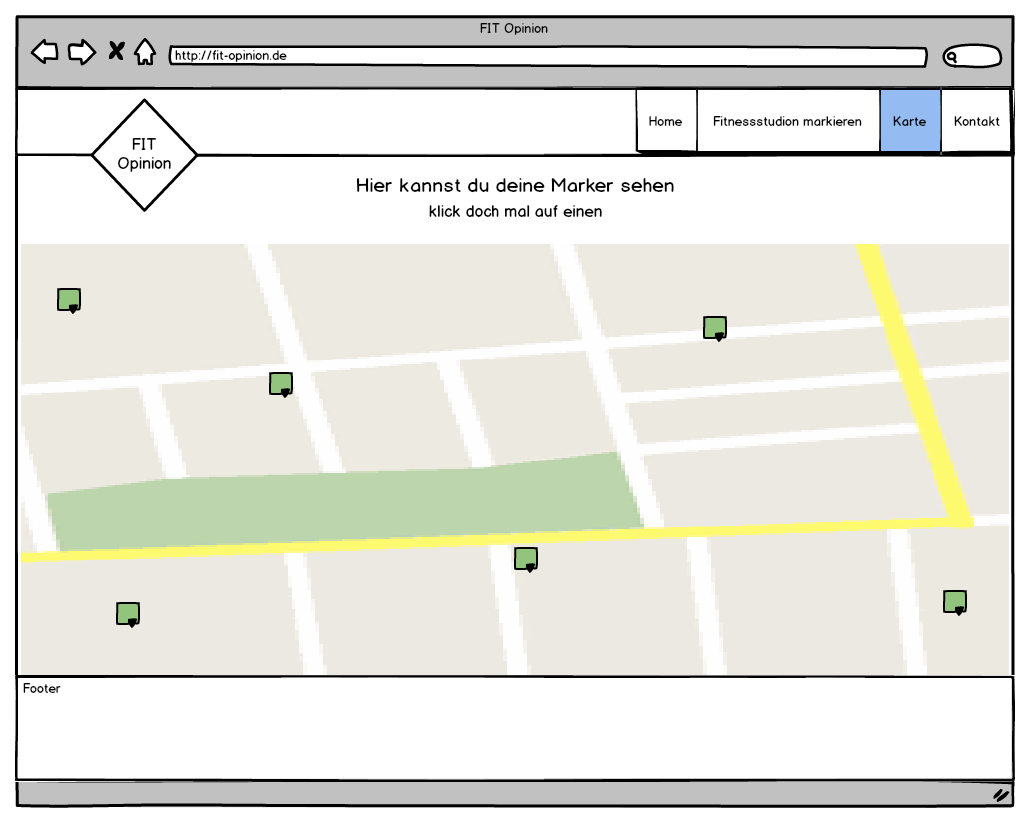 FIT Opinion
http://fit-opinion.de
Home
Fitnessstudion markieren
Karte
Kontakt
FIT
Opinion
Hier kannst du deine Marker sehen
klick doch mal auf einen
Footer